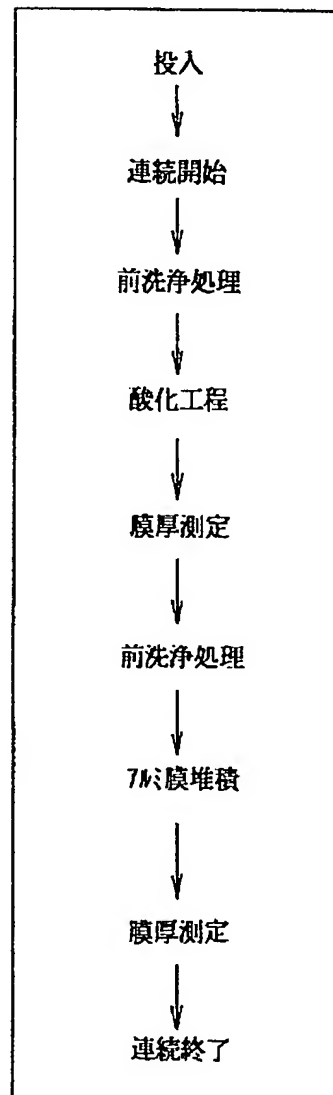 投入
連続開始
前洗浄処理
酸化工程
膜厚測定
前洗浄処理
ｱﾙﾐ膜堆積
膜厚測定
連続終了